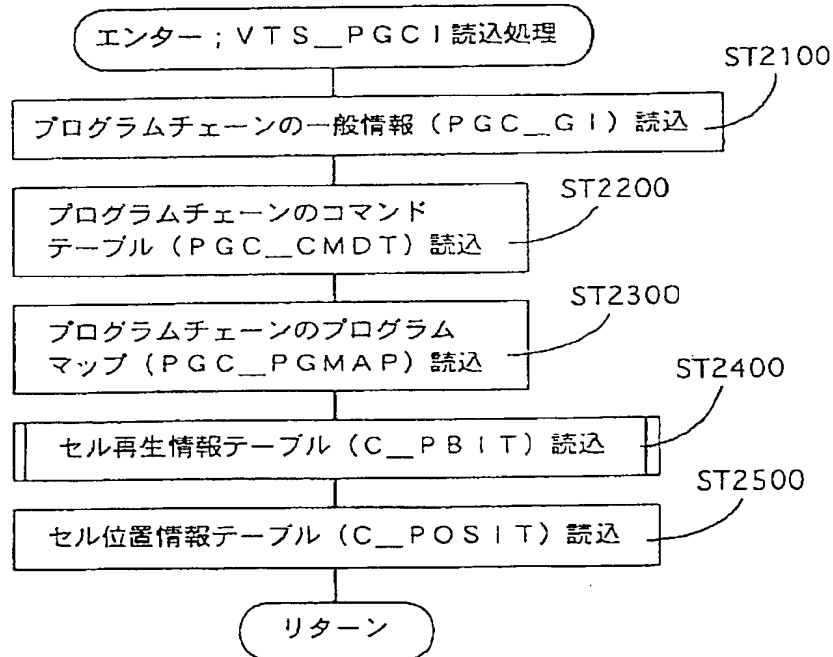 エンター；ＶＴＳ＿ＰＧＣＩ読込処理
ST2100
プログラムチェーンの一般情報（ＰＧＣ＿ＧＩ）読込
ST2200
プログラムチェーンのコマンド
テーブル（ＰＧＣ＿ＣＭＤＴ）読込
ST2300
プログラムチェーンのプログラム
マップ（ＰＧＣ＿ＰＧＭＡＰ）読込
ST2400
セル再生情報テーブル（Ｃ＿ＰＢＩＴ）読込
ST2500
セル位置情報テーブル（Ｃ＿ＰＯＳＩＴ）読込
リターン